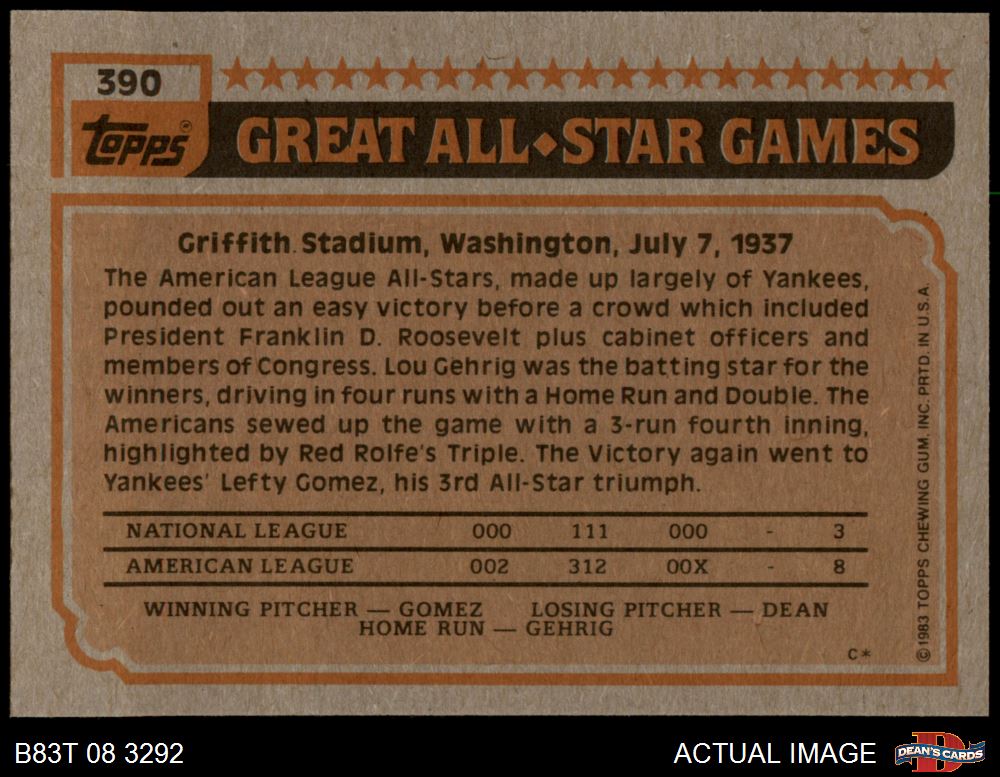 390
topps®
GREAT ALL◆STAR GAMES
Griffith Stadium, Washington, July 7, 1937
The American League All-Stars, made up largely of Yankees,
pounded out an easy victory before a crowd which included
President Franklin D. Roosevelt plus cabinet officers and
members of Congress. Lou Gehrig was the batting star for the
winners, driving in four runs with a Home Run and Double. The
Americans sewed up the game with a 3-run fourth inning,
highlighted by Red Rolfe's Triple. The Victory again went to
Yankees' Lefty Gomez, his 3rd All-Star triumph.
NATIONAL LEAGUE 000 111 000 - 3
AMERICAN LEAGUE 002 312 00X - 8
WINNING PITCHER — GOMEZ LOSING PITCHER — DEAN
HOME RUN — GEHRIG
C*
©1983 TOPPS CHEWING GUM, INC. PRTD. IN U.S.A.
B83T 08 3292
ACTUAL IMAGE
D
DEAN'S CARDS